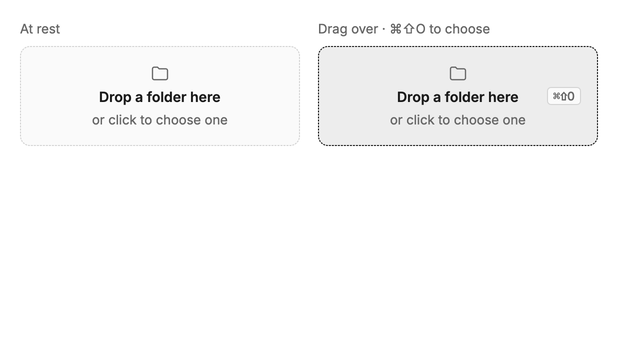 At rest
Drop a folder here
or click to choose one
Drag over · ⌘⇧O to choose
Drop a folder here
⌘⇧O
or click to choose one